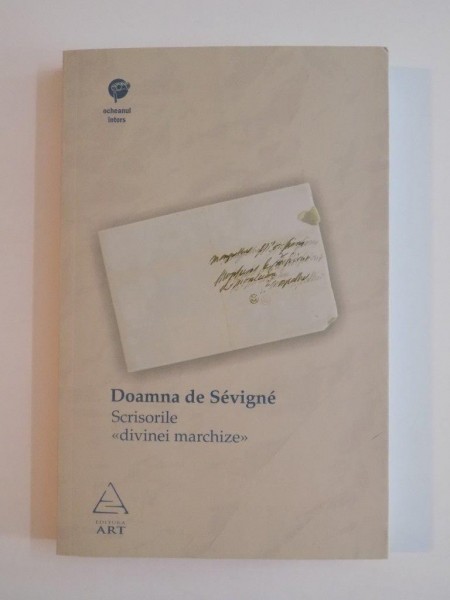 ocheanul
întors
Doamna de Sévigné
Scrisorile
«divinei marchize»
EDITURA
ART